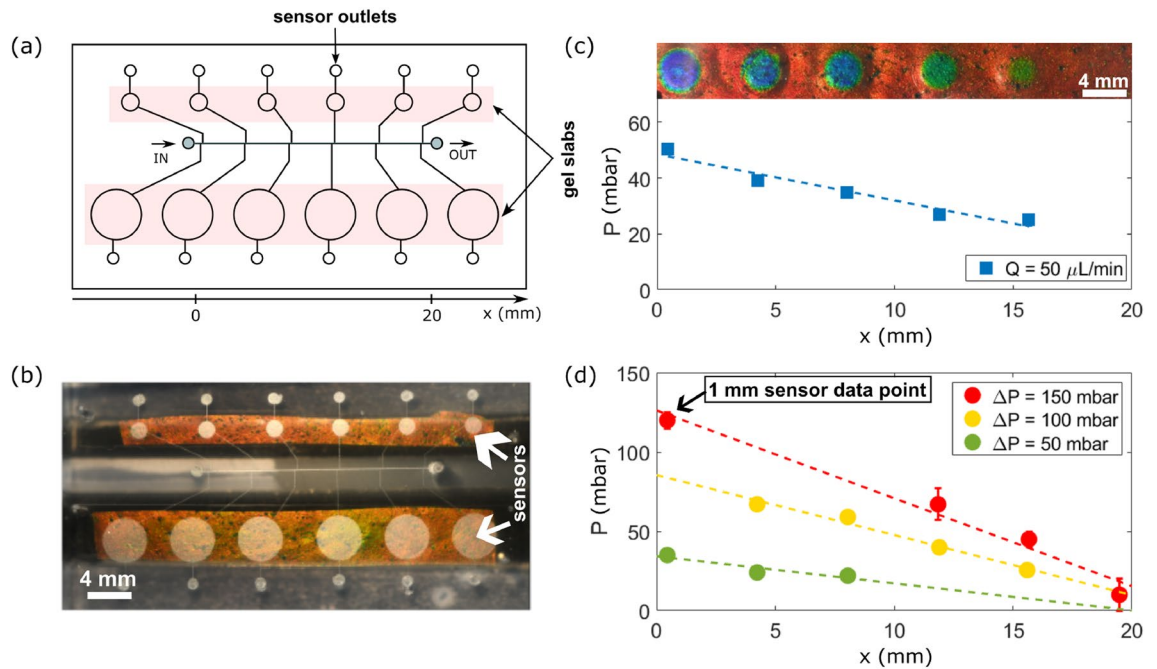 (a)
sensor outlets
IN
OUT
gel slabs
0
20
x (mm)
(b)
sensors
4 mm
(c)
4 mm
60
40
20
0
P (mbar)
Q = 50 μL/min
0
5
10
15
20
x (mm)
(d)
150
100
50
0
P (mbar)
1 mm sensor data point
ΔP = 150 mbar
ΔP = 100 mbar
ΔP = 50 mbar
0
5
10
15
20
x (mm)